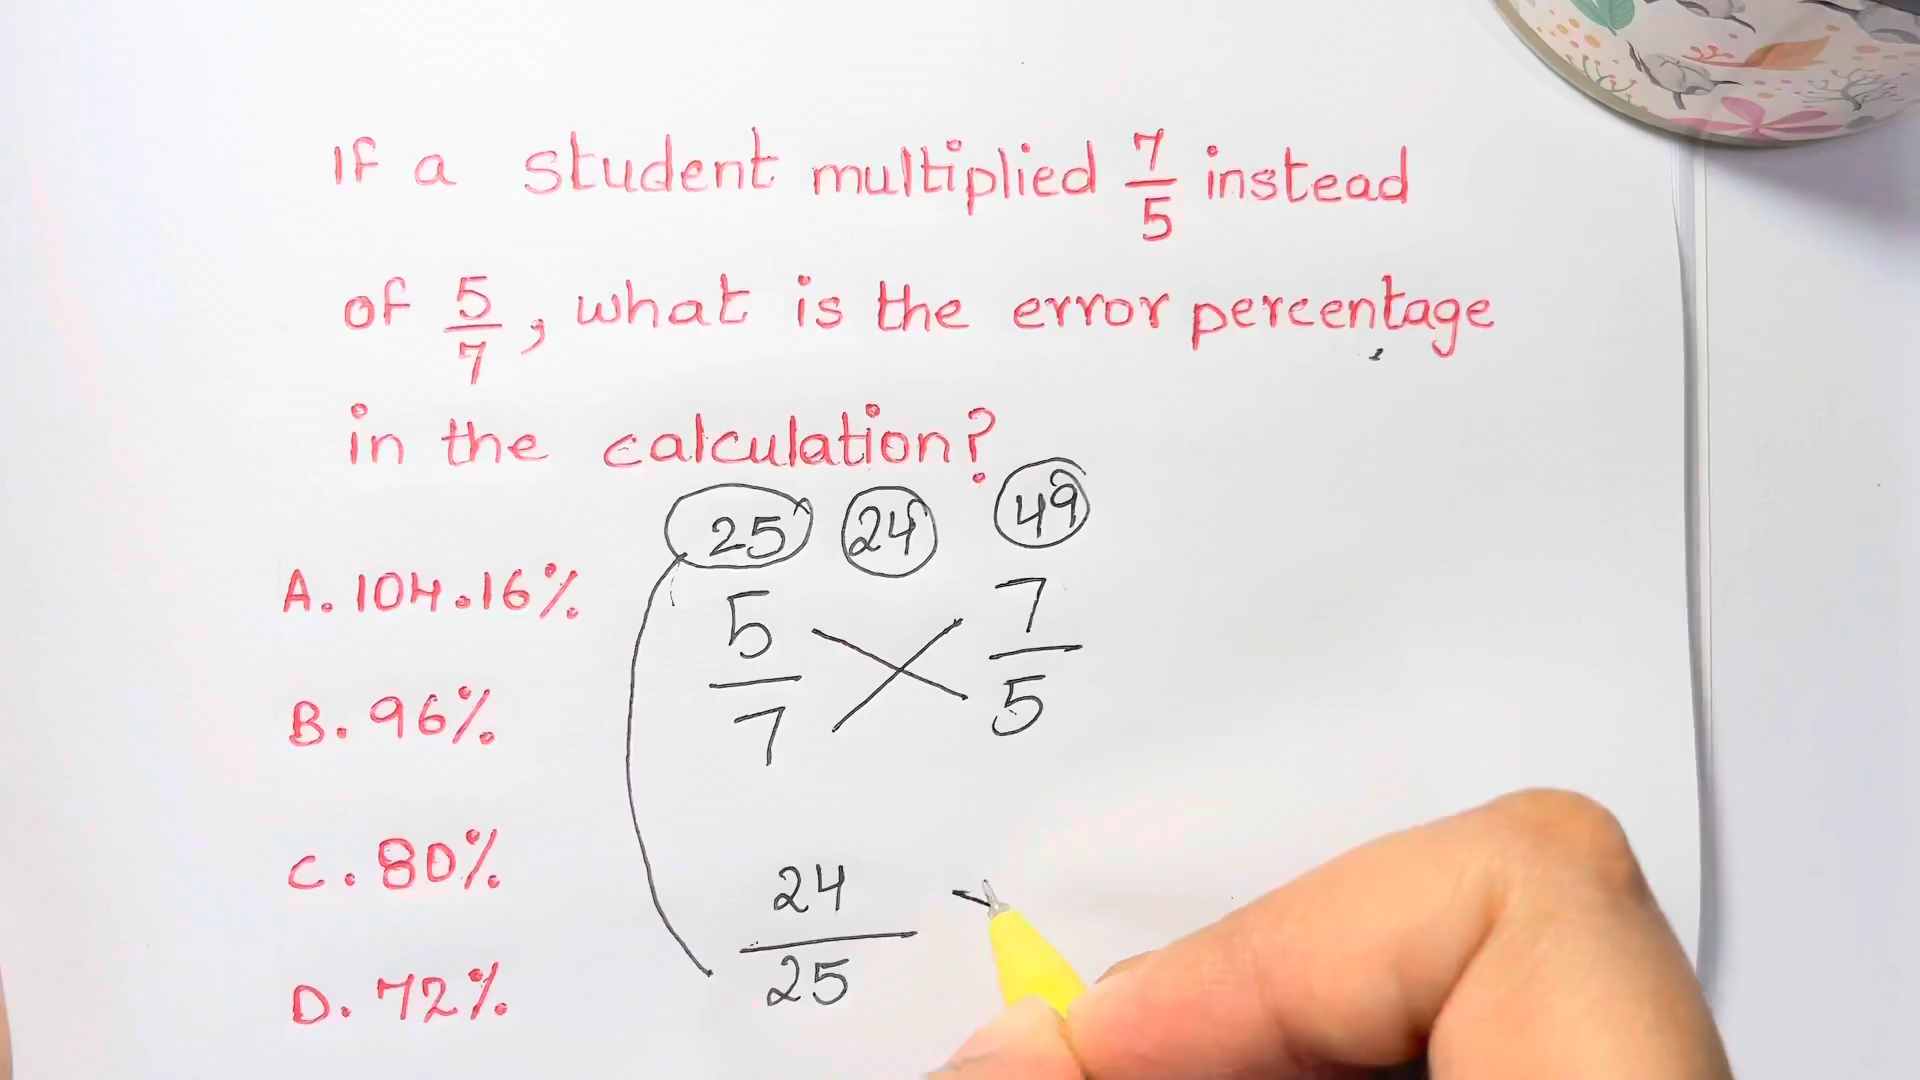 If a student multiplied 7/5 instead
of 5/7, what is the error percentage
in the calculation?
25 24 49
A. 104.16%
5/7 7/5
B. 96%
C. 80%
24/25
D. 72%